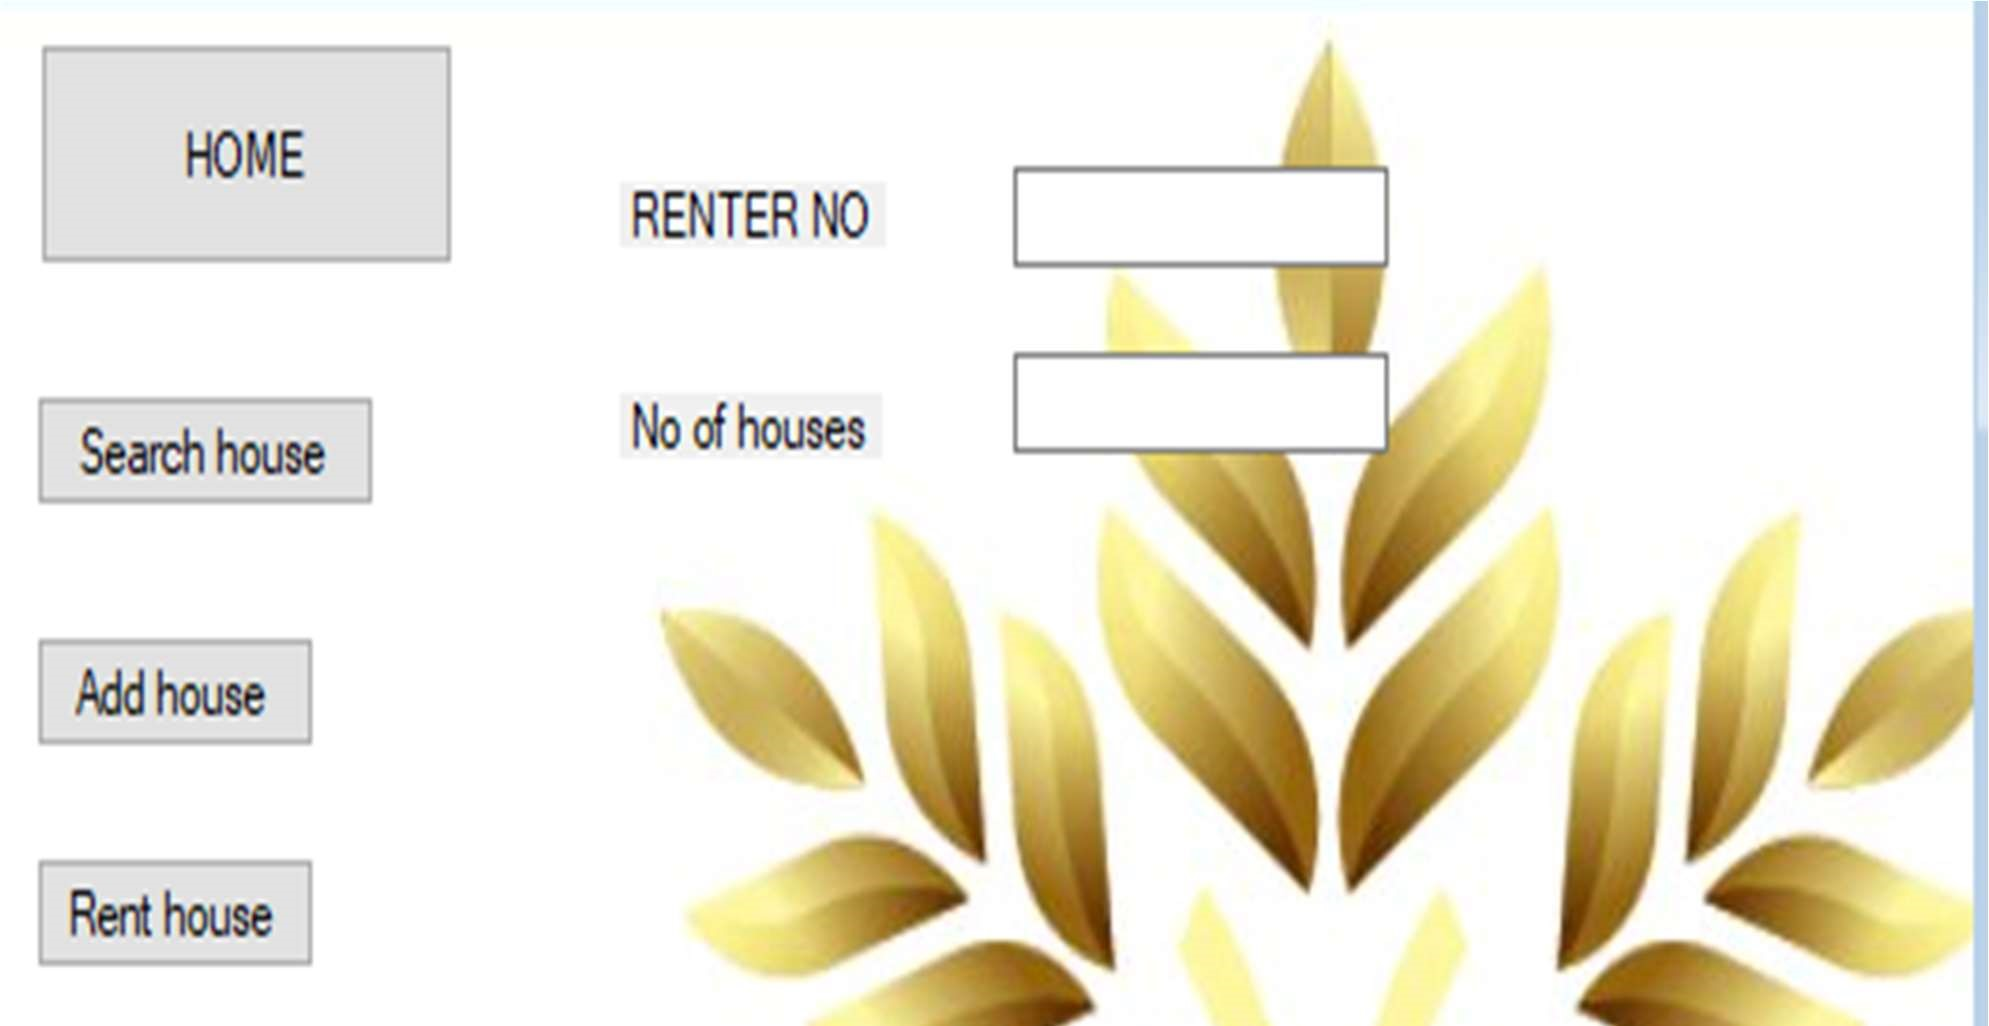 HOME
RENTER NO
No of houses
Search house
Add house
Rent house